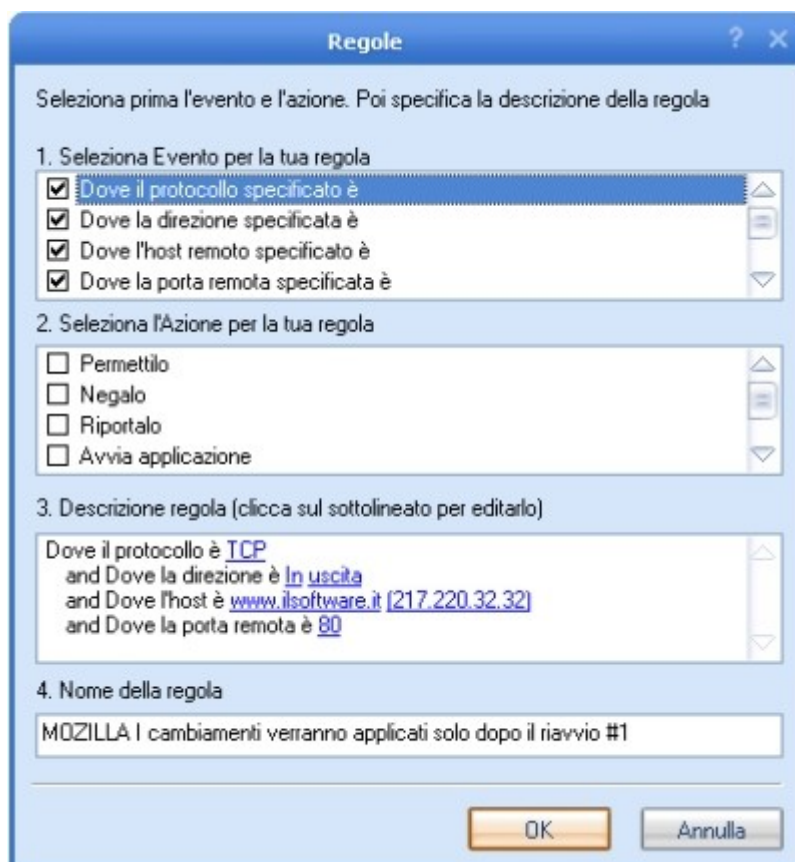 Regole
Seleziona prima l'evento e l'azione. Poi specifica la descrizione della regola
1. Seleziona Evento per la tua regola
Dove il protocollo specificato è
Dove la direzione specificata è
Dove l'host remoto specificato è
Dove la porta remota specificata è
2. Seleziona l'Azione per la tua regola
Permettilo
Negalo
Riportalo
Avvia applicazione
3. Descrizione regola (clicca sul sottolineato per editarlo)
Dove il protocollo è TCP
and Dove la direzione è In uscita
and Dove l'host è www.ilsoftware.it (217.220.32.32)
and Dove la porta remota è 80
4. Nome della regola
MOZILLA I cambiamenti verranno applicati solo dopo il riavvio #1
OK Annulla